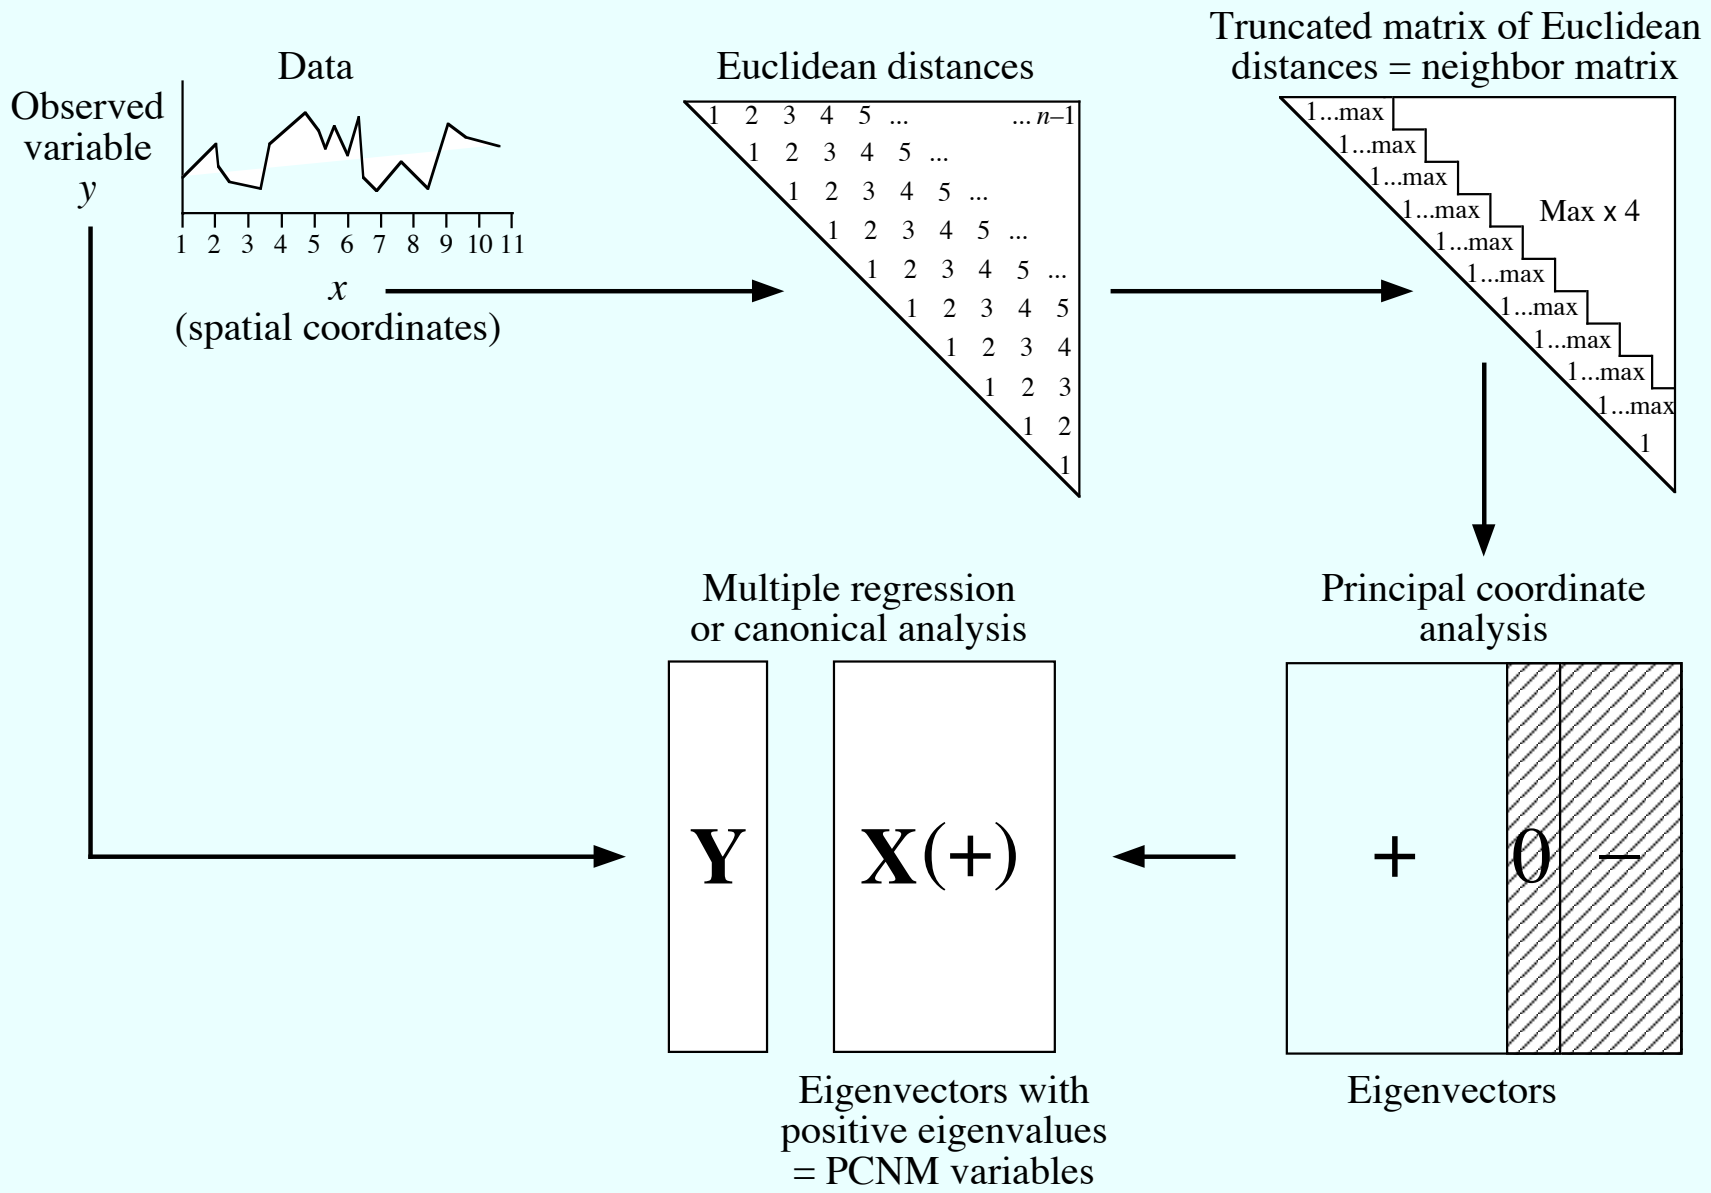 Data
Observed
variable
y
1 2 3 4 5 6 7 8 9 10 11
x
(spatial coordinates)
Euclidean distances
1 2 3 4 5 ... ... n–1
1 2 3 4 5 ...
1 2 3 4 5 ...
1 2 3 4 5 ...
1 2 3 4 5 ...
1 2 3 4 5
1 2 3 4
1 2 3
1 2
1
Truncated matrix of Euclidean
distances = neighbor matrix
1...max
1...max
1...max
1...max
Max x 4
1...max
1...max
1...max
1...max
1...max
1...max
1
Multiple regression
or canonical analysis
Y X(+)
Eigenvectors with
positive eigenvalues
= PCNM variables
Principal coordinate
analysis
+ 0 –
Eigenvectors